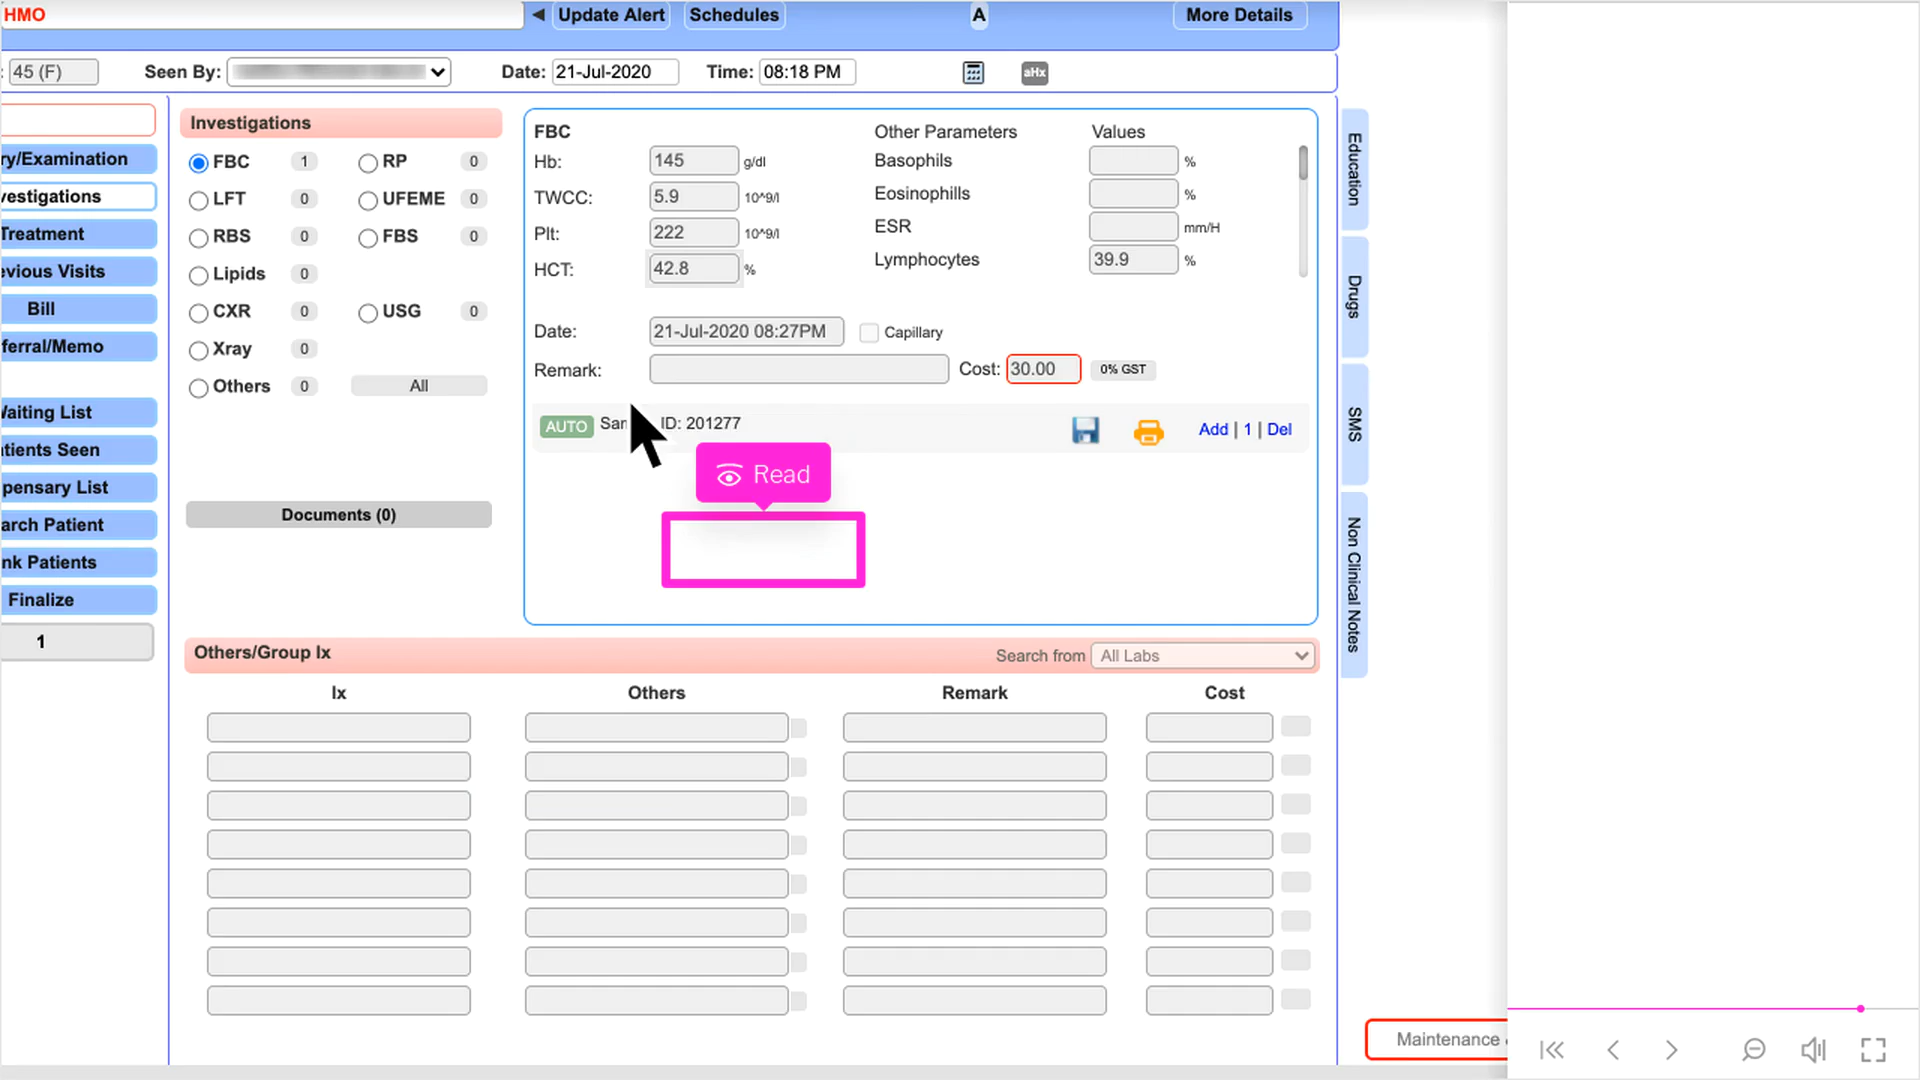 HMO
Update Alert
Schedules
A
More Details
: 45 (F)
Seen By:
Date: 21-Jul-2020
Time: 08:18 PM
aHx
ry/Examination
vestigations
Treatment
evious Visits
Bill
ferral/Memo
Vaiting List
tients Seen
pensary List
arch Patient
nk Patients
Finalize
1
Investigations
FBC 1
RP 0
LFT 0
UFEME 0
RBS 0
FBS 0
Lipids 0
CXR 0
USG 0
Xray 0
Others 0
All
Documents (0)
FBC
Other Parameters
Values
Hb: 145 g/dl
Basophils %
TWCC: 5.9 10^9/l
Eosinophills %
Plt: 222 10^9/l
ESR mm/H
HCT: 42.8 %
Lymphocytes 39.9 %
Date: 21-Jul-2020 08:27PM
Capillary
Remark:
Cost: 30.00
0% GST
AUTO
ID: 201277
Add | 1 | Del
Read
Education
Drugs
SMS
Non Clinical Notes
Others/Group Ix
Search from All Labs
Ix Others Remark Cost
Maintenance